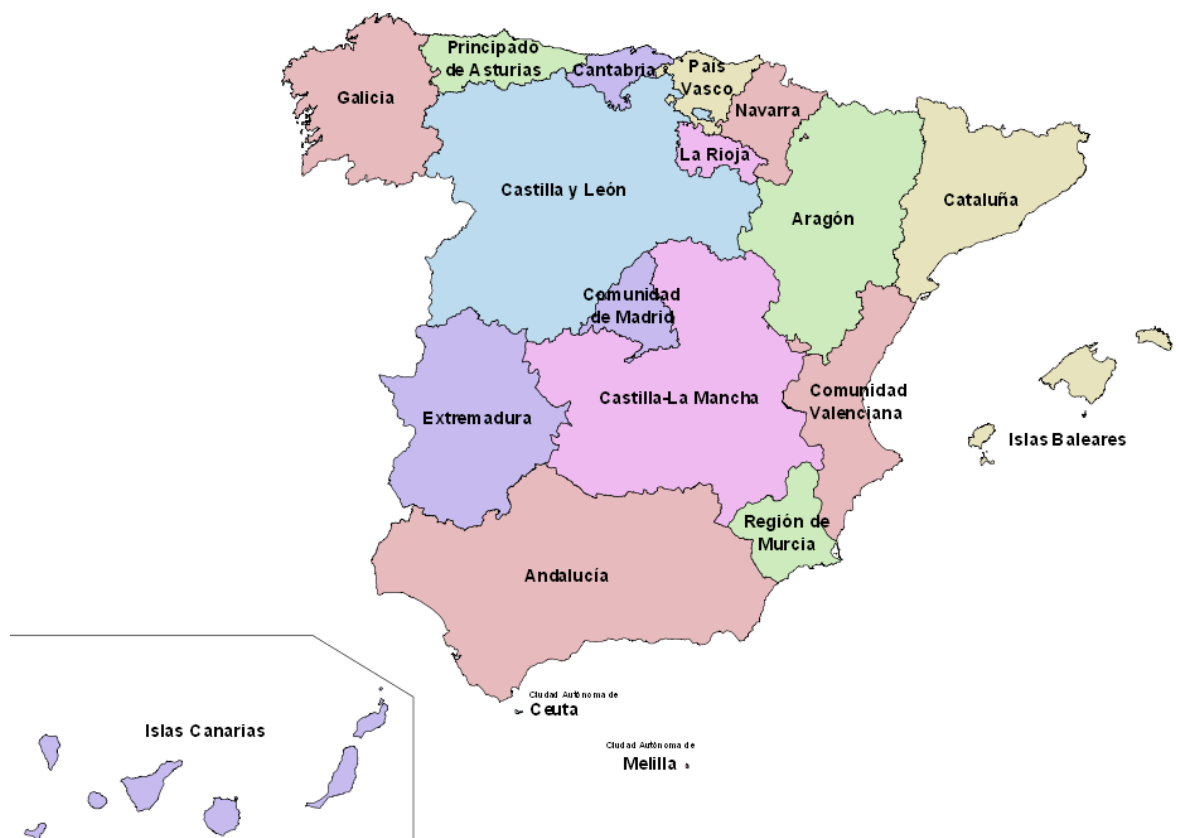 Principado
de Asturias
Cantabria
País
Vasco
Galicia
Navarra
La Rioja
Castilla y León
Cataluña
Aragón
Comunidad
de Madrid
Castilla-La Mancha
Comunidad
Valenciana
Extremadura
Islas Baleares
Región de
Murcia
Andalucía
Ciudad Autónoma de
Ceuta
Islas Canarias
Ciudad Autónoma de
Melilla